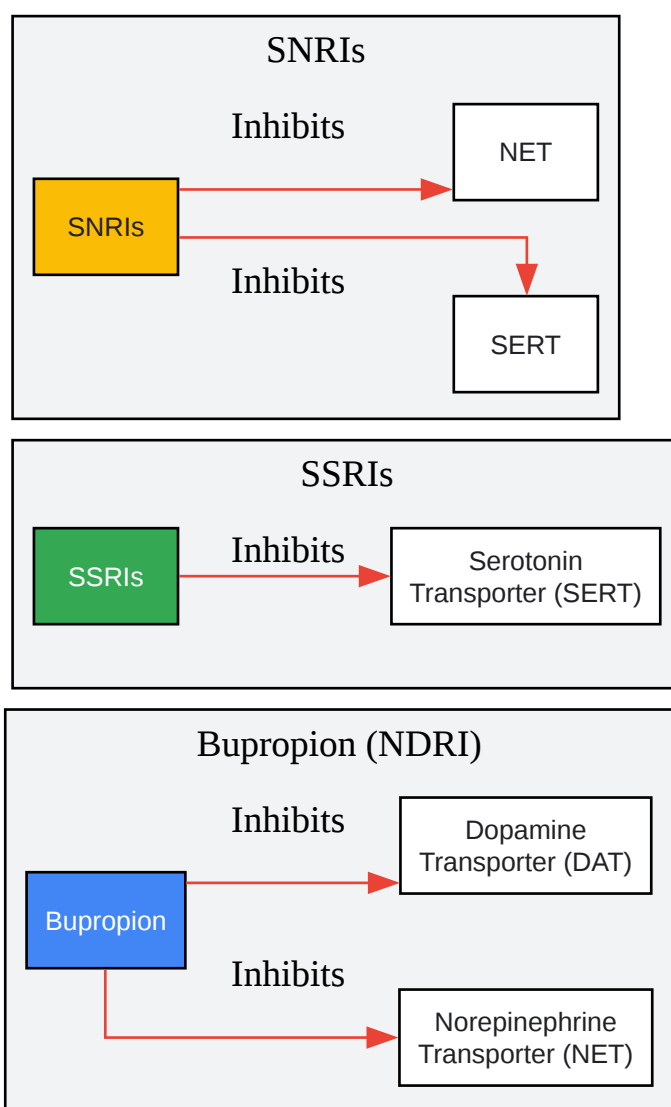 SNRIs
Inhibits
NET
SNRIs
Inhibits
SERT
SSRIs
Inhibits
SSRIs
Serotonin
Transporter (SERT)
Bupropion (NDRI)
Inhibits
Dopamine
Transporter (DAT)
Bupropion
Inhibits
Norepinephrine
Transporter (NET)